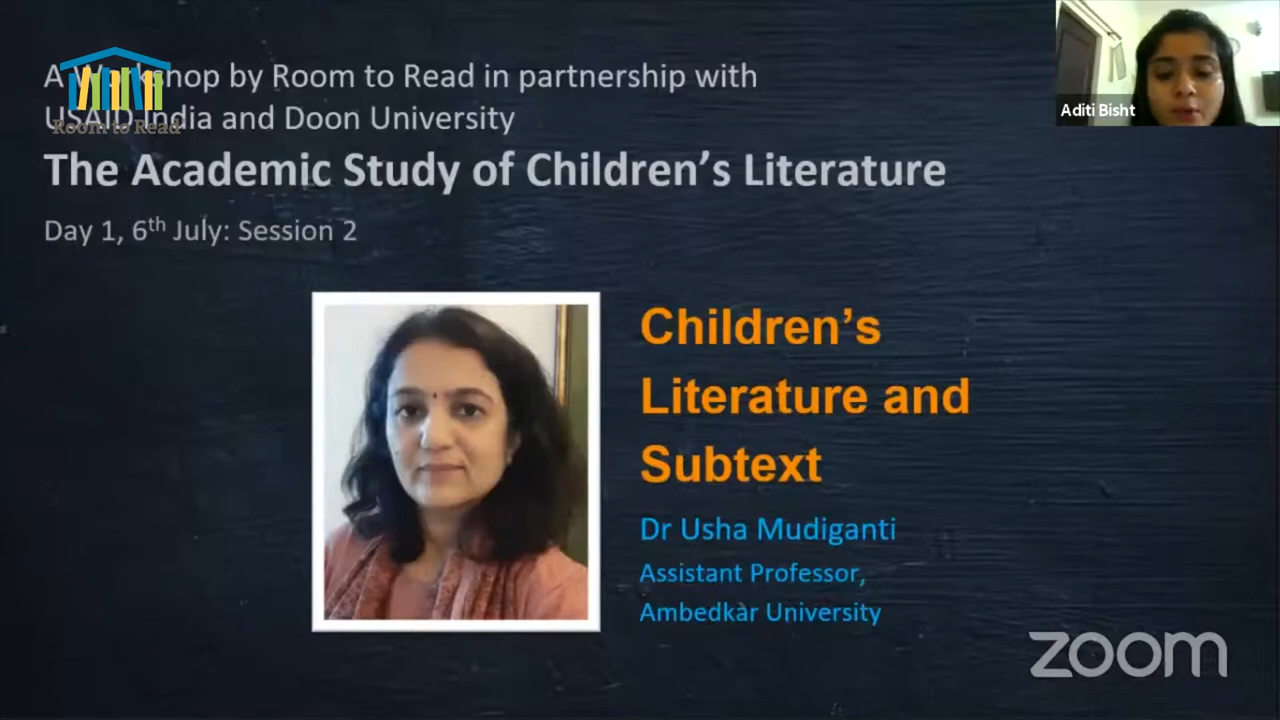 A Workshop by Room to Read in partnership with
USAID India and Doon University
Room to Read
The Academic Study of Children's Literature
Day 1, 6th July: Session 2
Aditi Bisht
Children's
Literature and
Subtext
Dr Usha Mudiganti
Assistant Professor,
Ambedkar University
zoom